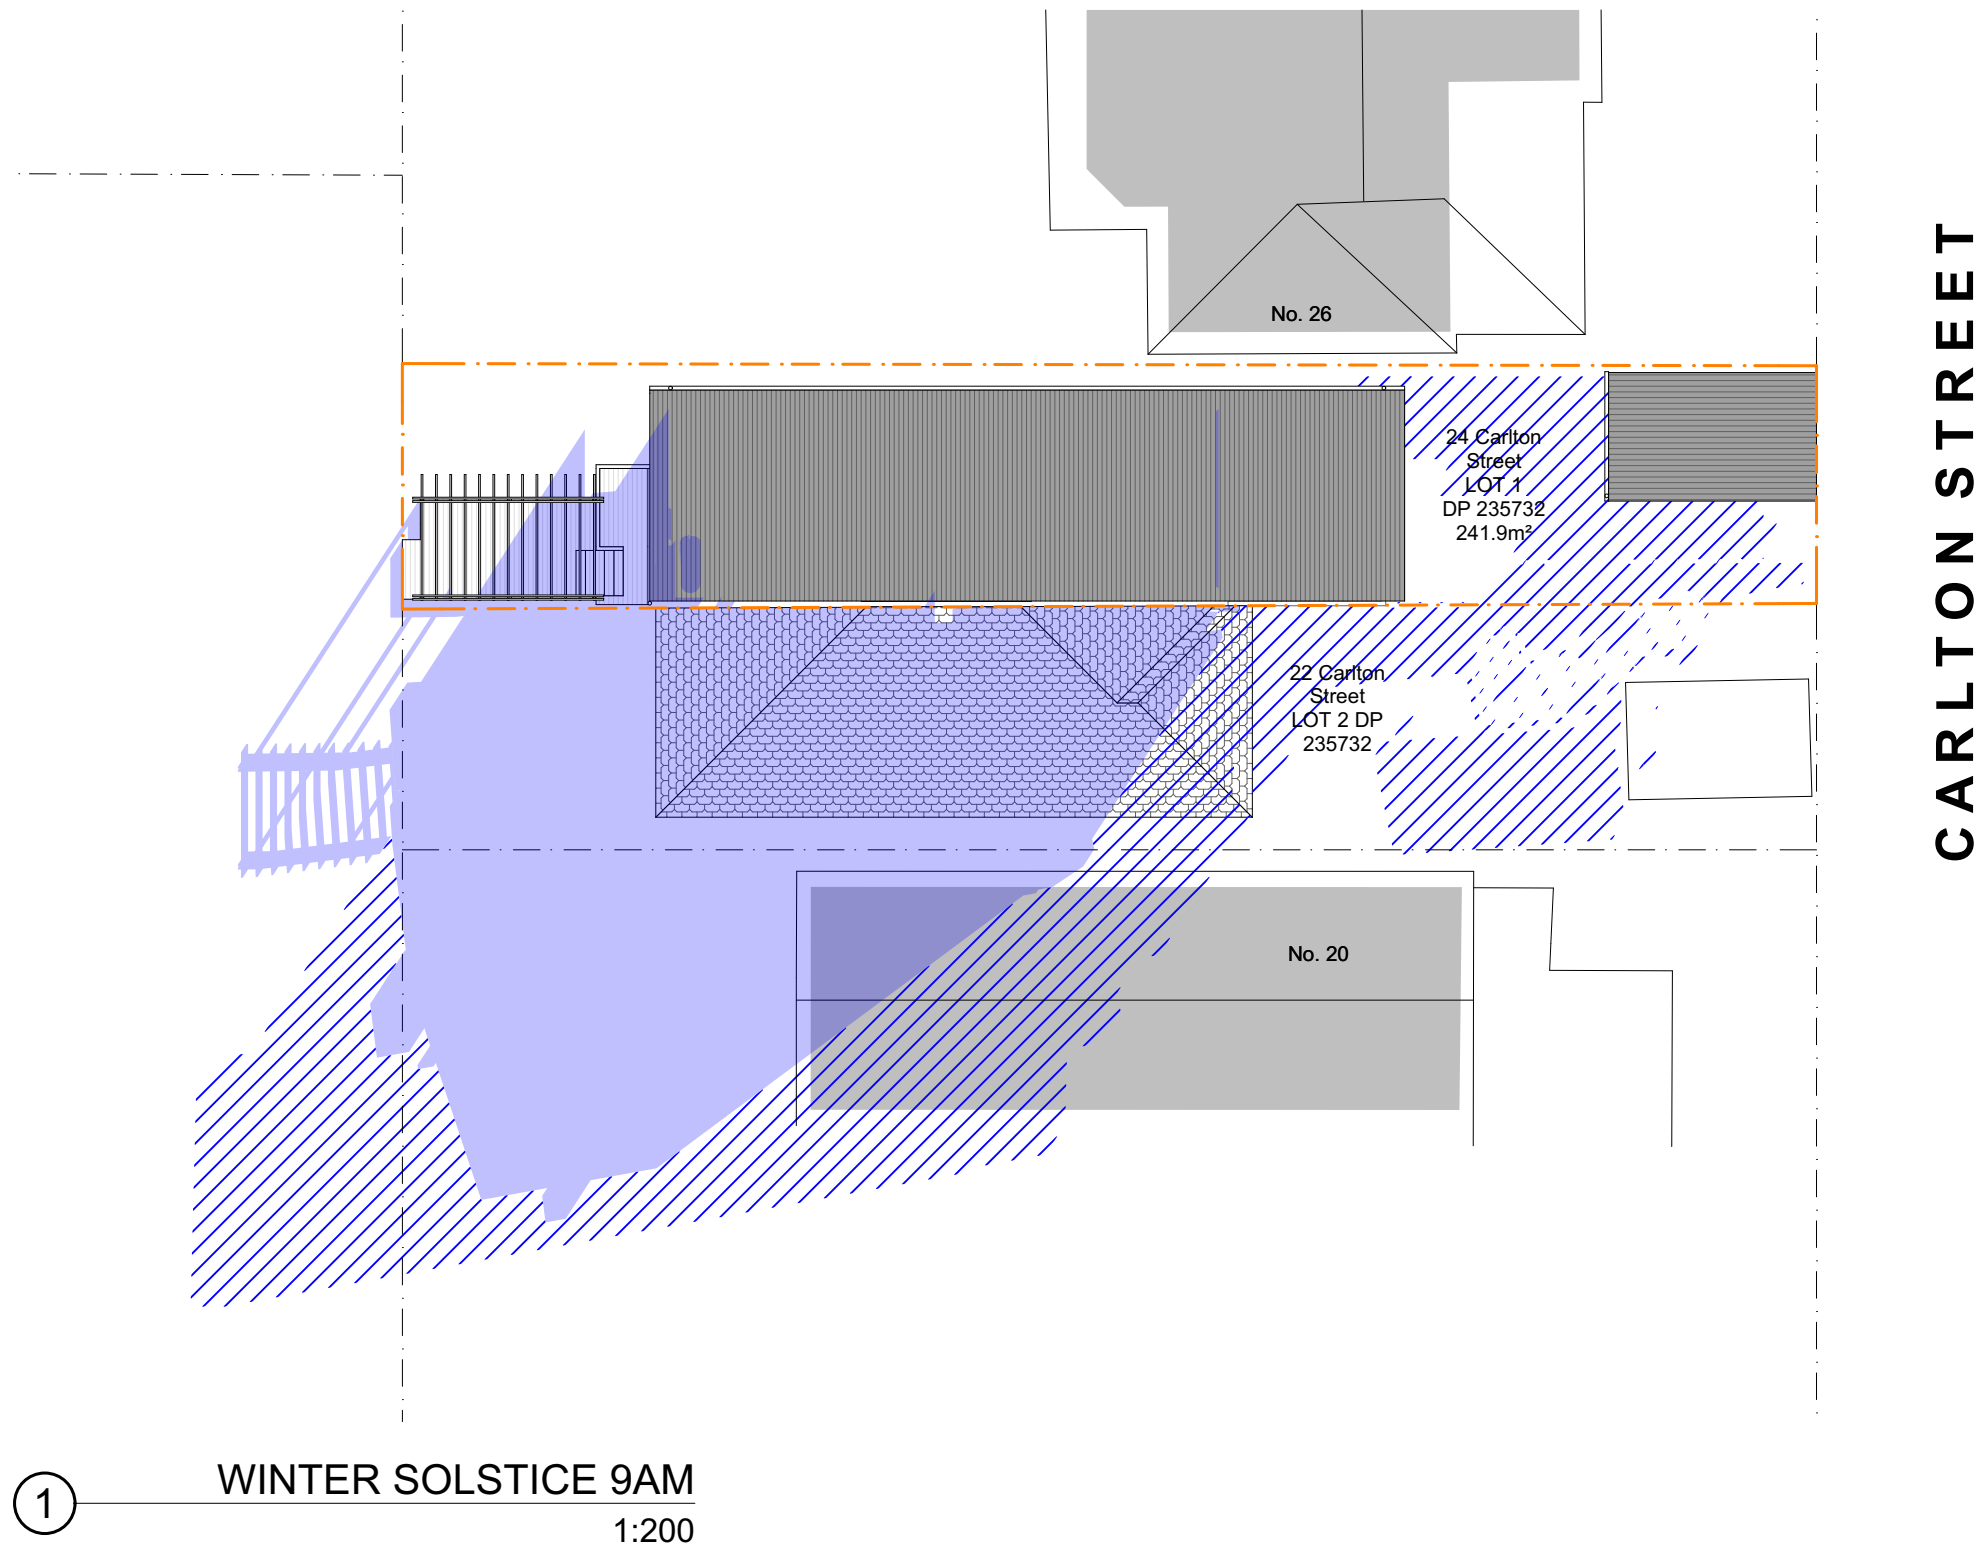 No. 26
24 Carlton
Street
LOT 1
DP 235732
241.9m²
22 Carlton
Street
LOT 2 DP
235732
No. 20
CARLTON STREET
1
WINTER SOLSTICE 9AM
1:200